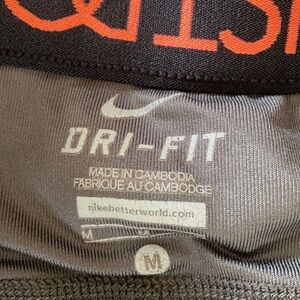 DRI-FIT
MADE IN CAMBODIA
FABRIQUE AU CAMBODGE
nikebetterworld.com
M
M